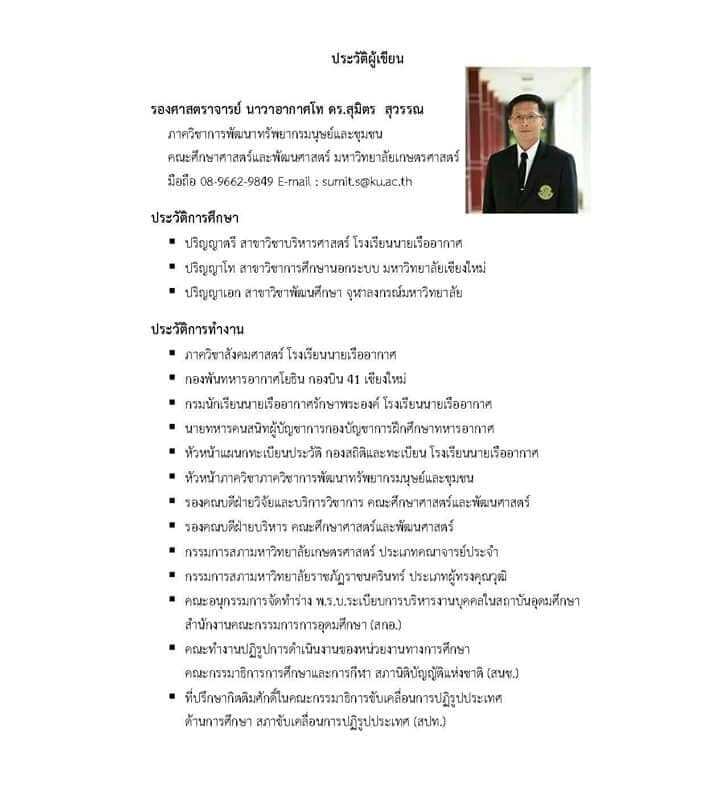 ประวัติผู้เขียน
รองศาสตราจารย์ นาวาอากาศโท ดร.สุมิตร สุวรรณ
ภาควิชาการพัฒนาทรัพยากรมนุษย์และชุมชน
คณะศึกษาศาสตร์และพัฒนศาสตร์ มหาวิทยาลัยเกษตรศาสตร์
มือถือ 08-9662-9849 E-mail : sumit.s@ku.ac.th
ประวัติการศึกษา
▪ ปริญญาตรี สาขาวิชาบริหารศาสตร์ โรงเรียนนายเรืออากาศ
▪ ปริญญาโท สาขาวิชาการศึกษานอกระบบ มหาวิทยาลัยเชียงใหม่
▪ ปริญญาเอก สาขาวิชาพัฒนศึกษา จุฬาลงกรณ์มหาวิทยาลัย
ประวัติการทำงาน
▪ ภาควิชาสังคมศาสตร์ โรงเรียนนายเรืออากาศ
▪ กองพันทหารอากาศโยธิน กองบิน 41 เชียงใหม่
▪ กรมนักเรียนนายเรืออากาศรักษาพระองค์ โรงเรียนนายเรืออากาศ
▪ นายทหารคนสนิทผู้บัญชาการกองบัญชาการฝึกศึกษาทหารอากาศ
▪ หัวหน้าแผนกทะเบียนประวัติ กองสถิติและทะเบียน โรงเรียนนายเรืออากาศ
▪ หัวหน้าภาควิชาภาควิชาการพัฒนาทรัพยากรมนุษย์และชุมชน
▪ รองคณบดีฝ่ายวิจัยและบริการวิชาการ คณะศึกษาศาสตร์และพัฒนศาสตร์
▪ รองคณบดีฝ่ายบริหาร คณะศึกษาศาสตร์และพัฒนศาสตร์
▪ กรรมการสภามหาวิทยาลัยเกษตรศาสตร์ ประเภทคณาจารย์ประจำ
▪ กรรมการสภามหาวิทยาลัยราชภัฏราชนครินทร์ ประเภทผู้ทรงคุณวุฒิ
▪ คณะอนุกรรมการจัดทำร่าง พ.ร.บ.ระเบียบการบริหารงานบุคคลในสถาบันอุดมศึกษา
สำนักงานคณะกรรมการการอุดมศึกษา (สกอ.)
▪ คณะทำงานปฏิรูปการดำเนินงานของหน่วยงานทางการศึกษา
คณะกรรมาธิการการศึกษาและการกีฬา สภานิติบัญญัติแห่งชาติ (สนช.)
▪ ที่ปรึกษากิตติมศักดิ์ในคณะกรรมาธิการขับเคลื่อนการปฏิรูปประเทศ
ด้านการศึกษา สภาขับเคลื่อนการปฏิรูปประเทศ (สปท.)